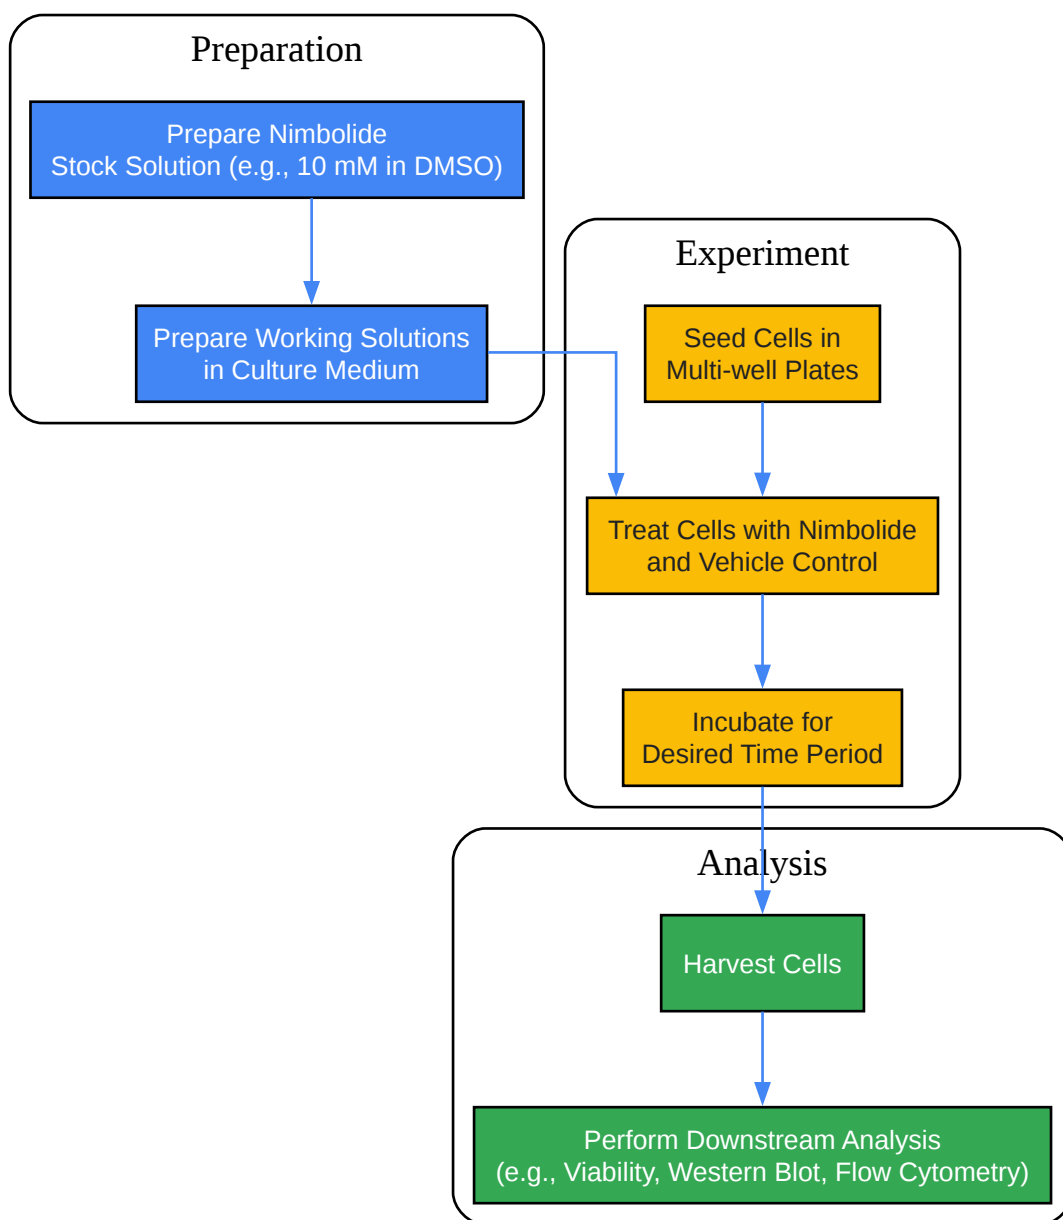 Preparation
Prepare Nimbolide
Stock Solution (e.g., 10 mM in DMSO)
Prepare Working Solutions
in Culture Medium
Experiment
Seed Cells in
Multi-well Plates
Treat Cells with Nimbolide
and Vehicle Control
Incubate for
Desired Time Period
Analysis
Harvest Cells
Perform Downstream Analysis
(e.g., Viability, Western Blot, Flow Cytometry)